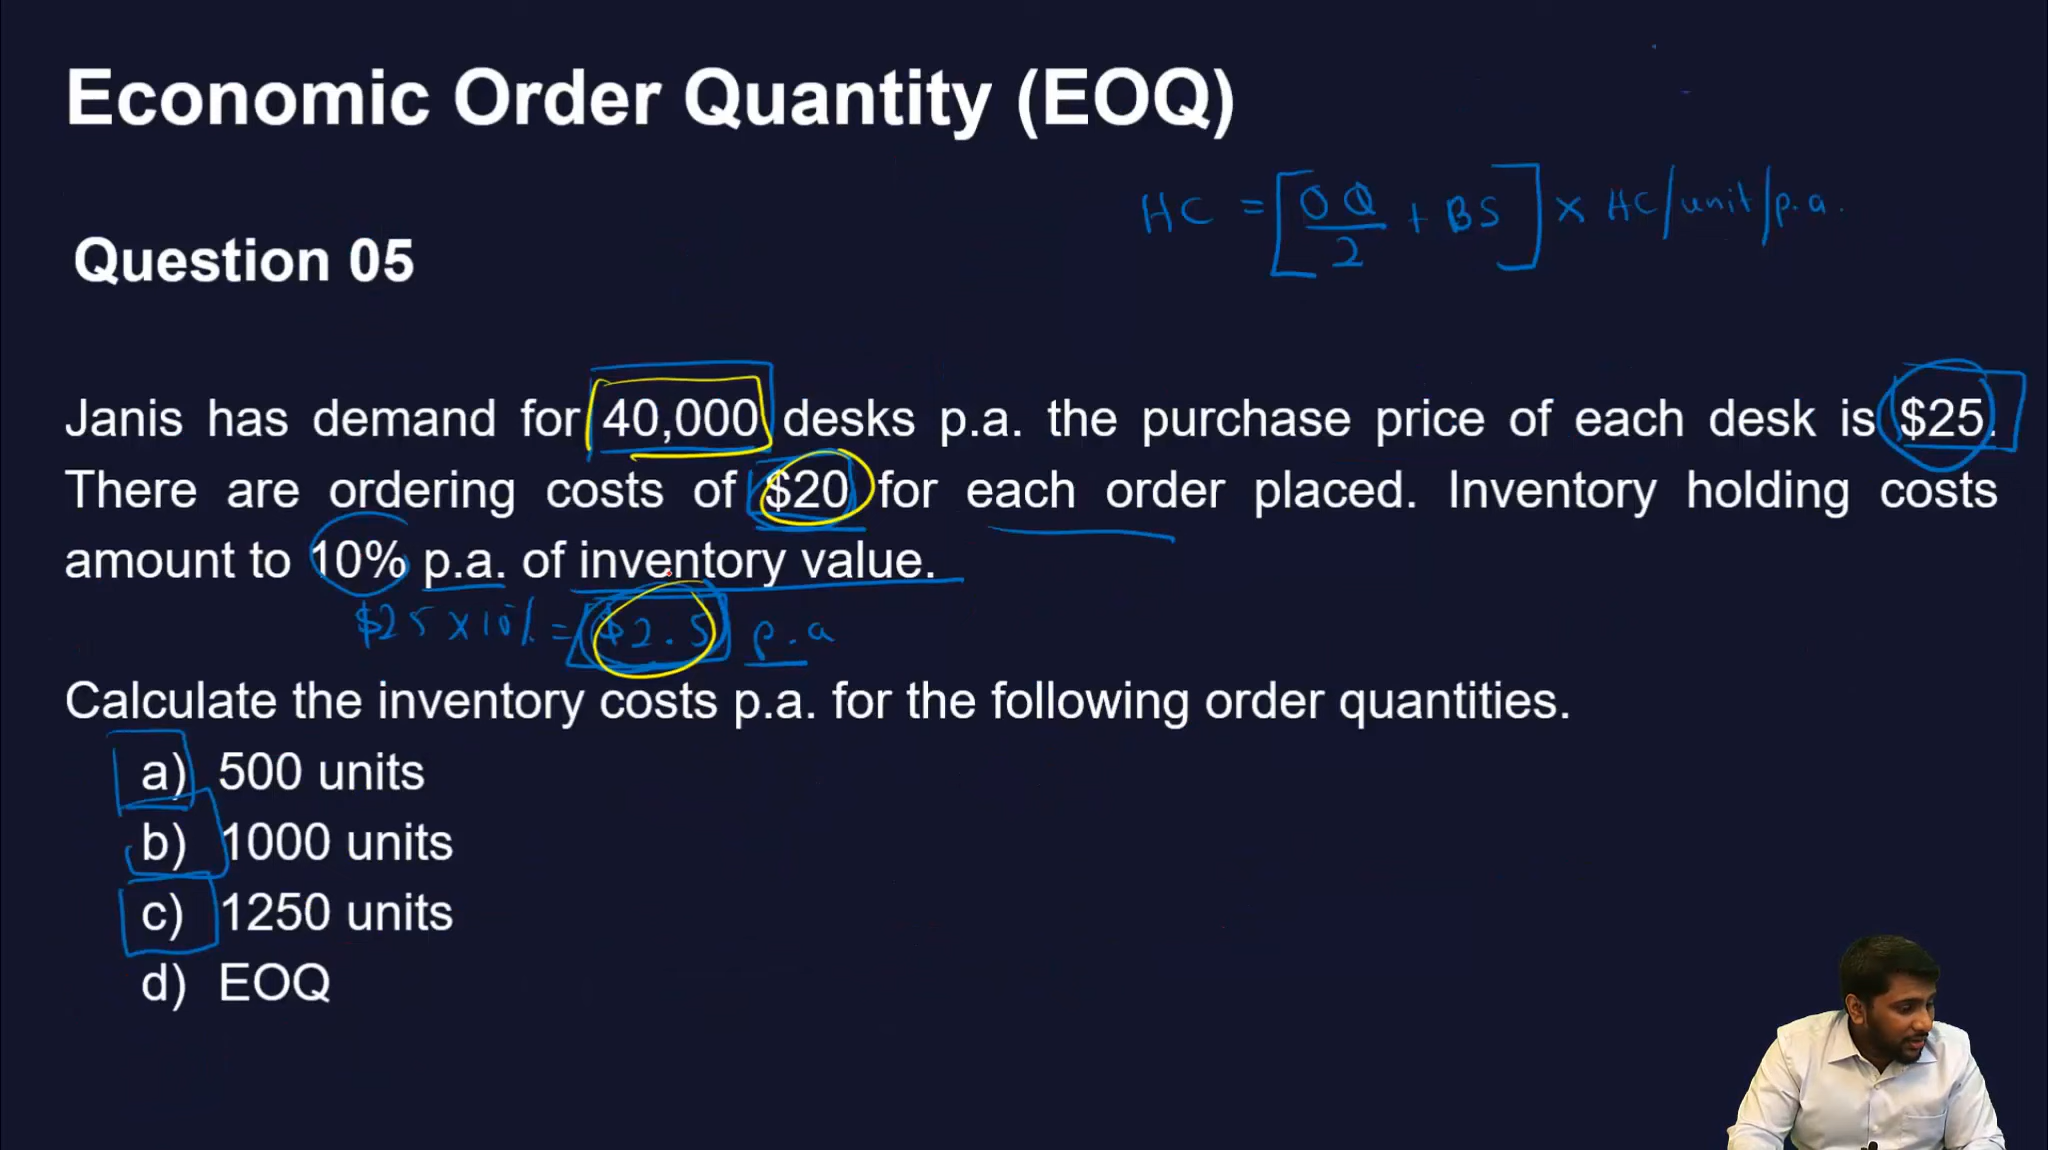 Economic Order Quantity (EOQ)
HC = [OQ/2 + BS] × HC/unit/p.a.
Question 05
Janis has demand for 40,000 desks p.a. the purchase price of each desk is $25.
There are ordering costs of $20 for each order placed. Inventory holding costs
amount to 10% p.a. of inventory value.
$25 × 10% = $2.5 p.a
Calculate the inventory costs p.a. for the following order quantities.
a) 500 units
b) 1000 units
c) 1250 units
d) EOQ